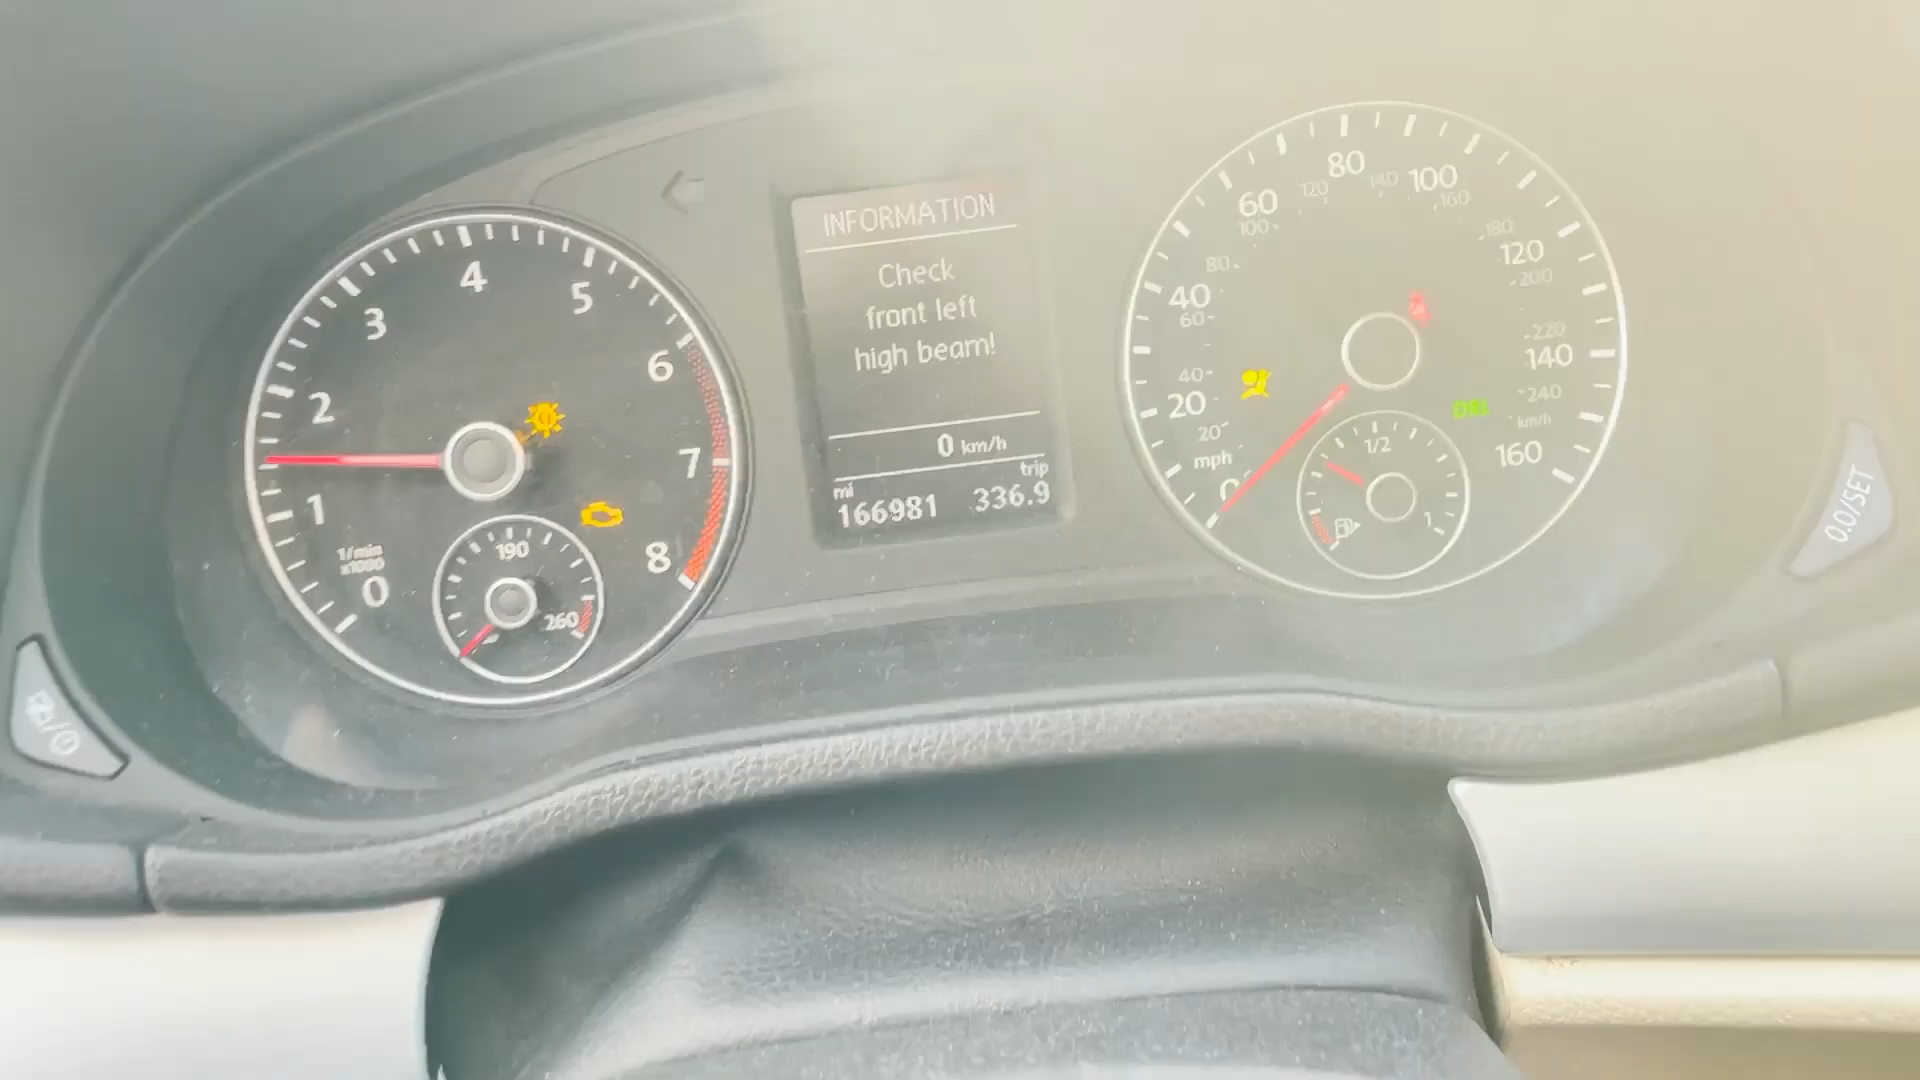 INFORMATION
Check
front left
high beam!
0 km/h
trip
mi
166981 336.9
0
1
2
3
4
5
6
7
8
1/min
x1000
190
260
0
20
40
60
80
100
120
140
160
mph
20
40
60
80
100
120
140
160
180
200
220
240
km/h
1/2
1
DRL
0.0/SET